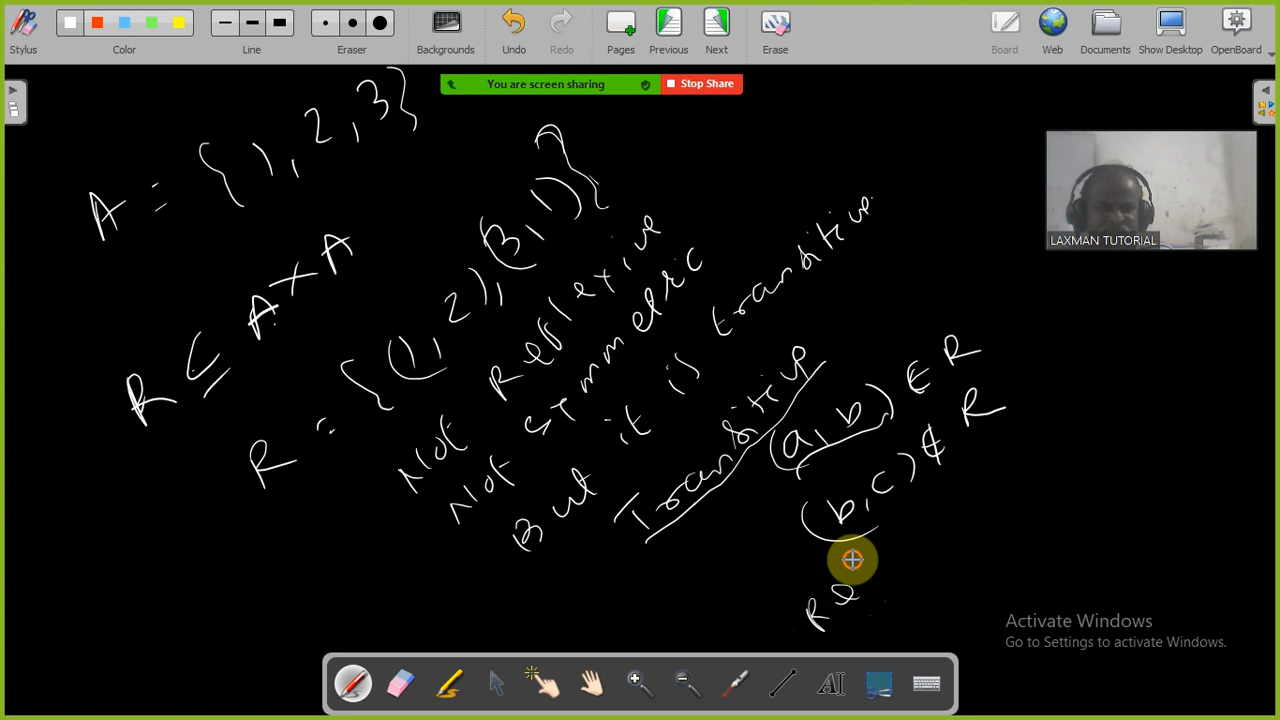 Stylus
Color
Line
Eraser
Backgrounds
Undo
Redo
Pages
Previous
Next
Erase
Board
Web
Documents
Show Desktop
OpenBoard
You are screen sharing
Stop Share
LAXMAN TUTORIAL
A = {1, 2, 3}
R ⊆ A × A
R = {(1, 2), (3, 1)}
Not Reflexive
Not Symmetric
But it is transitive
Transitive
(a, b) ∈ R
(b, c) ∉ R
Re
Activate Windows
Go to Settings to activate Windows.